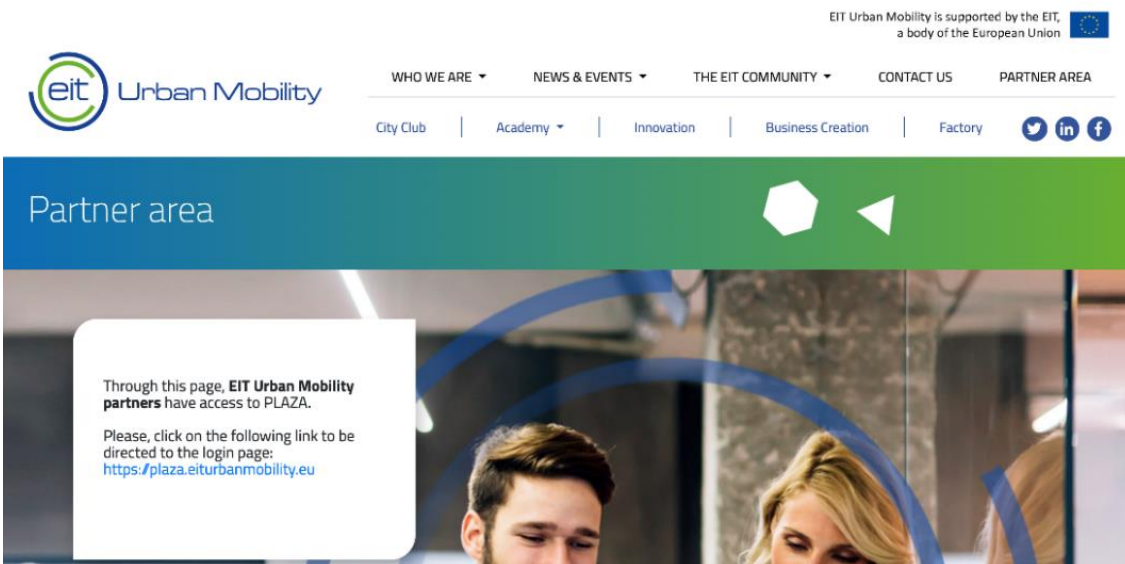 EIT Urban Mobility is supported by the EIT,
a body of the European Union
eit Urban Mobility
WHO WE ARE NEWS & EVENTS THE EIT COMMUNITY CONTACT US PARTNER AREA
City Club | Academy | Innovation | Business Creation | Factory
Partner area
Through this page, EIT Urban Mobility
partners have access to PLAZA.
Please, click on the following link to be
directed to the login page:
https://plaza.eiturbanmobility.eu